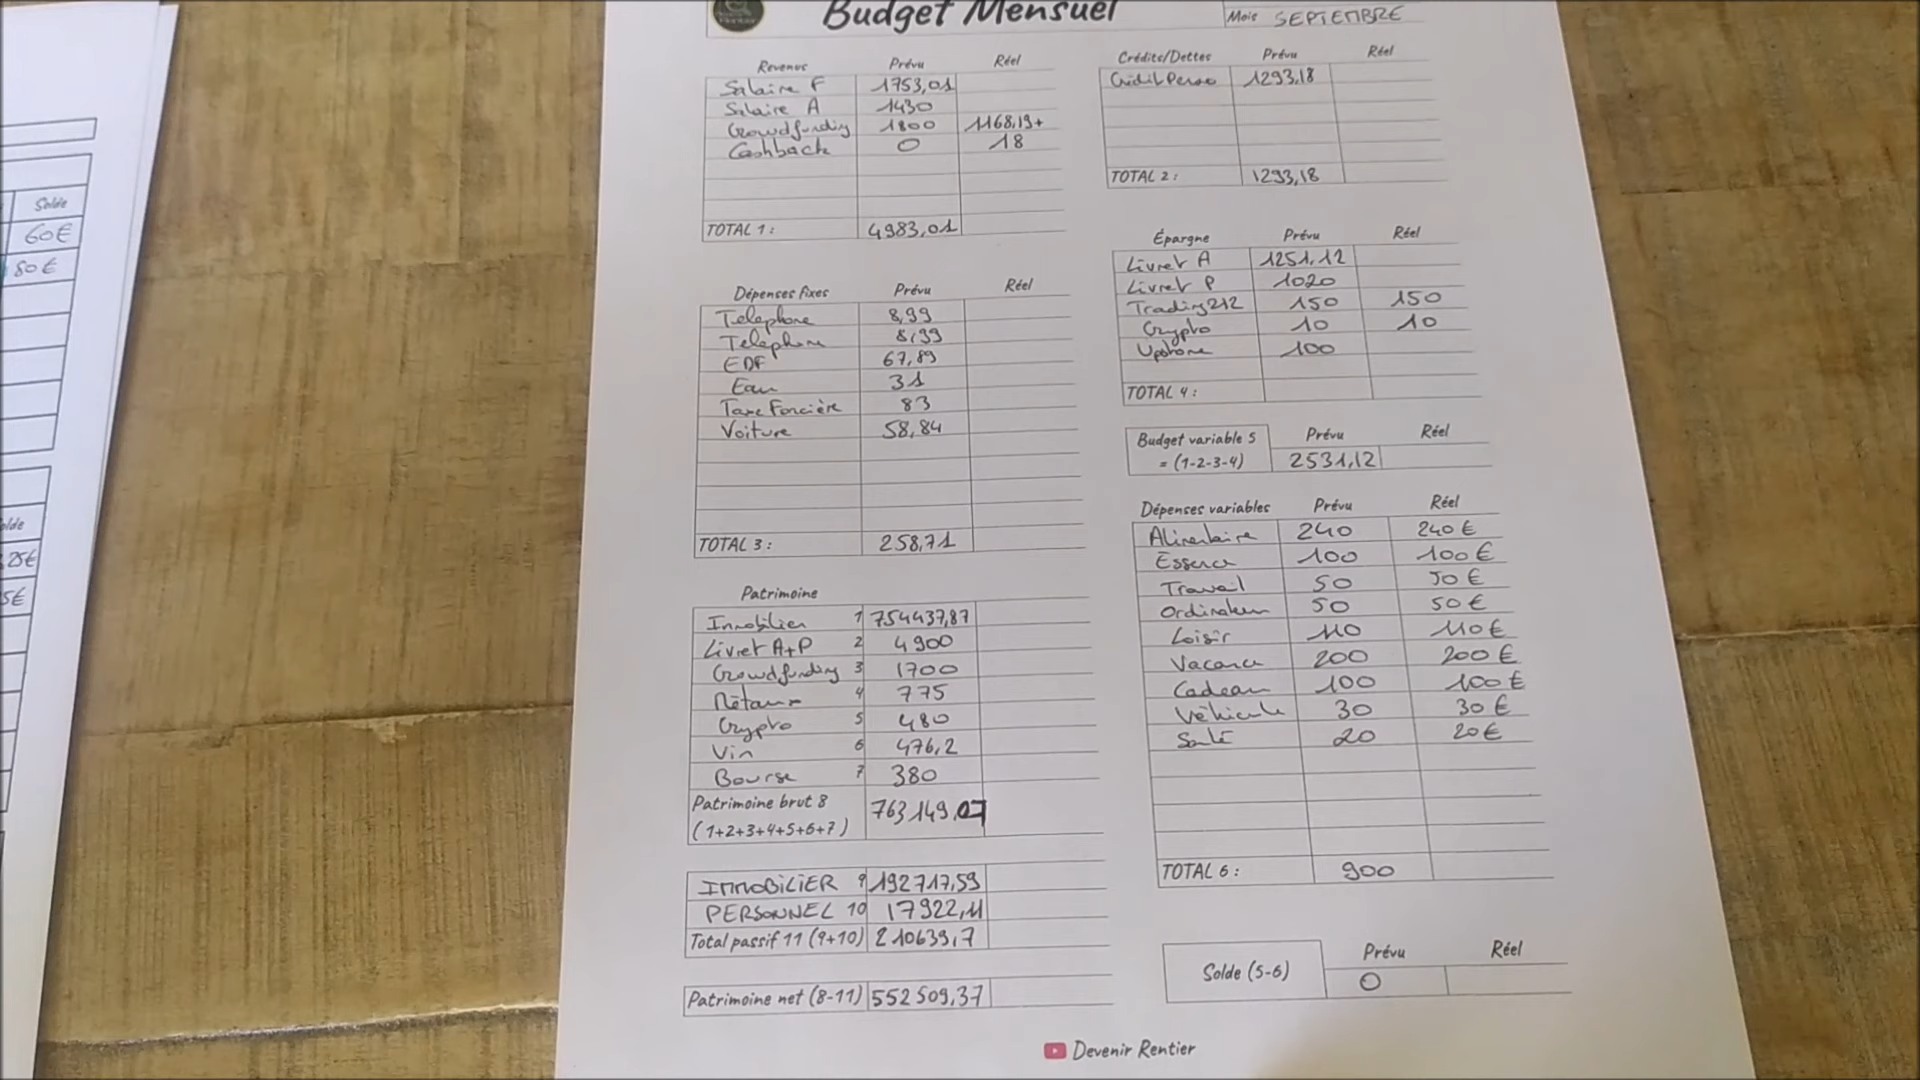 Budget Mensuel
Mois SEPTEMBRE
Revenus Prévu Réel
Salaire F 1753,01
Salaire A 1430
Crowdfunding 1800 1168,19+
Cashback 0 18
TOTAL 1 : 4983,01
Dépenses fixes Prévu Réel
Telephone 8,99
Telephone 8,99
EDF 67,89
Eau 31
Taxe Foncière 83
Voiture 58,84
TOTAL 3 : 258,71
Patrimoine
Immobilier 1 754437,87
Livret A+P 2 4900
Crowdfunding 3 1700
Métaux 4 775
Crypto 5 480
Vin 6 476,2
Bourse 7 380
Patrimoine brut 8
(1+2+3+4+5+6+7) 763149,07
IMMOBILIER 9 192717,59
PERSONNEL 10 17922,11
Total passif 11 (9+10) 210639,7
Patrimoine net (8-11) 552509,37
Crédits/Dettes Prévu Réel
Crédit Perso 1293,18
TOTAL 2 : 1293,18
Épargne Prévu Réel
Livret A 1251,12
Livret P 1020
Trading212 150 150
Crypto 10 10
Upstone 100
TOTAL 4 :
Budget variable 5 Prévu Réel
= (1-2-3-4) 2531,12
Dépenses variables Prévu Réel
Alimentaire 240 240€
Essence 100 100€
Travail 50 50€
Ordinateur 50 50€
Loisir 110 110€
Vacance 200 200€
Cadeau 100 100€
Véhicule 30 30€
Santé 20 20€
TOTAL 6 : 900
Prévu Réel
Solde (5-6) 0
Devenir Rentier
Solde
60€
80€
25€
5€